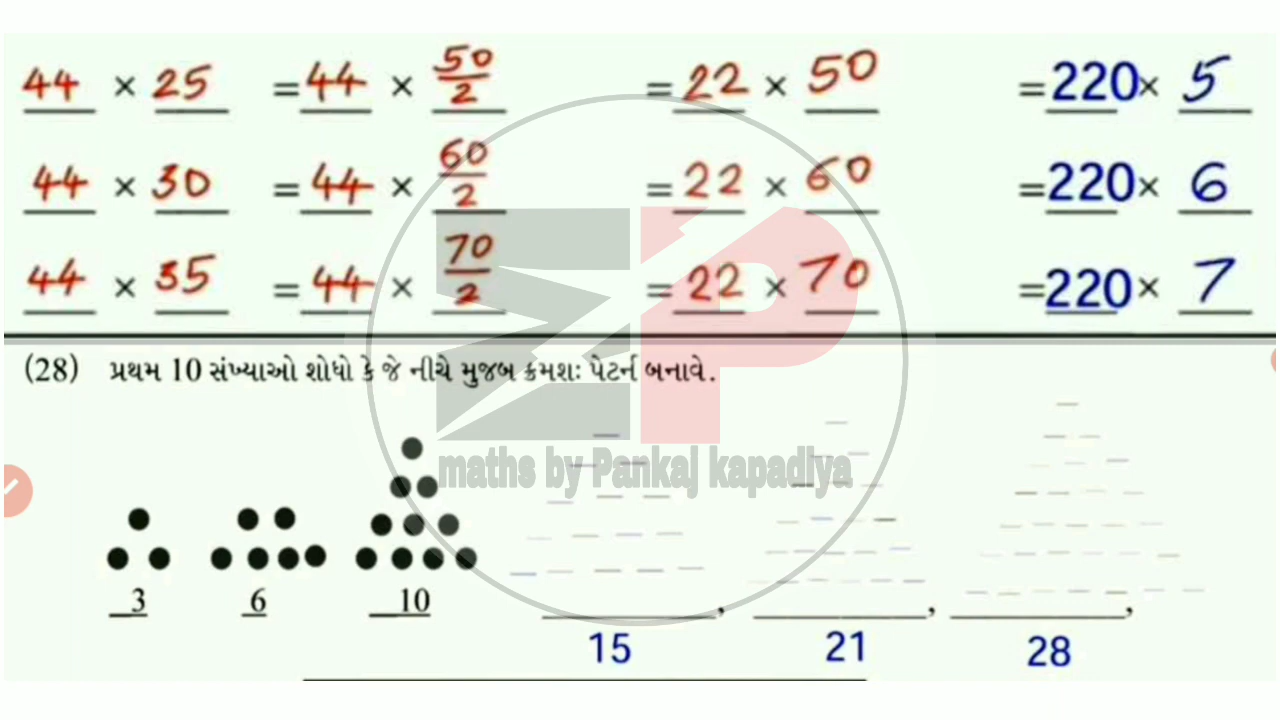 44 × 25 = 44 × 50/2 = 22 × 50 = 220 × 5
44 × 30 = 44 × 60/2 = 22 × 60 = 220 × 6
44 × 35 = 44 × 70/2 = 22 × 70 = 220 × 7
(28) પ્રથમ 10 સંખ્યાઓ શોધો કે જે નીચે મુજબ ક્રમશઃ પેટર્ન બનાવે.
maths by Pankaj kapadiya
3 6 10 , , ,
15 21 28